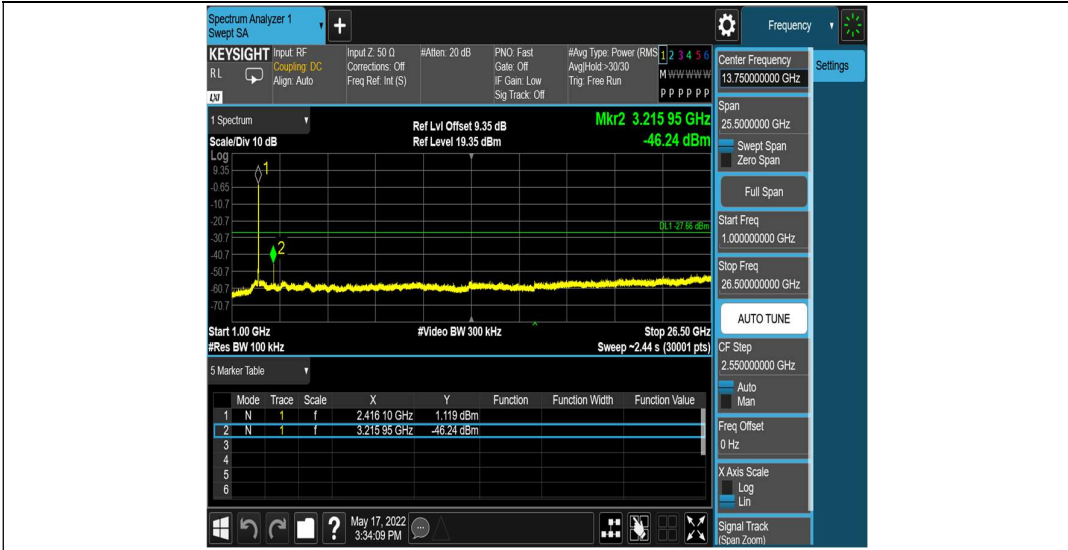 Spectrum Analyzer 1
Swept SA
+
Frequency
KEYSIGHT
RL
LXI
Input: RF
Coupling: DC
Align: Auto
Input Z: 50 Ω
Corrections: Off
Freq Ref: Int (S)
#Atten: 20 dB
PNO: Fast
Gate: Off
IF Gain: Low
Sig Track: Off
#Avg Type: Power (RMS
Avg|Hold:>30/30
Trig: Free Run
1 2 3 4 5 6
M W W W W W
P P P P P P
1 Spectrum
Scale/Div 10 dB
Ref Lvl Offset 9.35 dB
Ref Level 19.35 dBm
Mkr2 3.215 95 GHz
-46.24 dBm
Log
9.35
-0.65
-10.7
-20.7
-30.7
-40.7
-50.7
-60.7
-70.7
1
2
DL1 -27.66 dBm
Start 1.00 GHz
#Res BW 100 kHz
#Video BW 300 kHz
Stop 26.50 GHz
Sweep ~2.44 s (30001 pts)
5 Marker Table
Mode Trace Scale X Y Function Function Width Function Value
1 N 1 f 2.416 10 GHz 1.119 dBm
2 N 1 f 3.215 95 GHz -46.24 dBm
3
4
5
6
?
May 17, 2022
3:34:09 PM
Center Frequency
13.750000000 GHz
Settings
Span
25.5000000 GHz
Swept Span
Zero Span
Full Span
Start Freq
1.000000000 GHz
Stop Freq
26.500000000 GHz
AUTO TUNE
CF Step
2.550000000 GHz
Auto
Man
Freq Offset
0 Hz
X Axis Scale
Log
Lin
Signal Track
(Span Zoom)